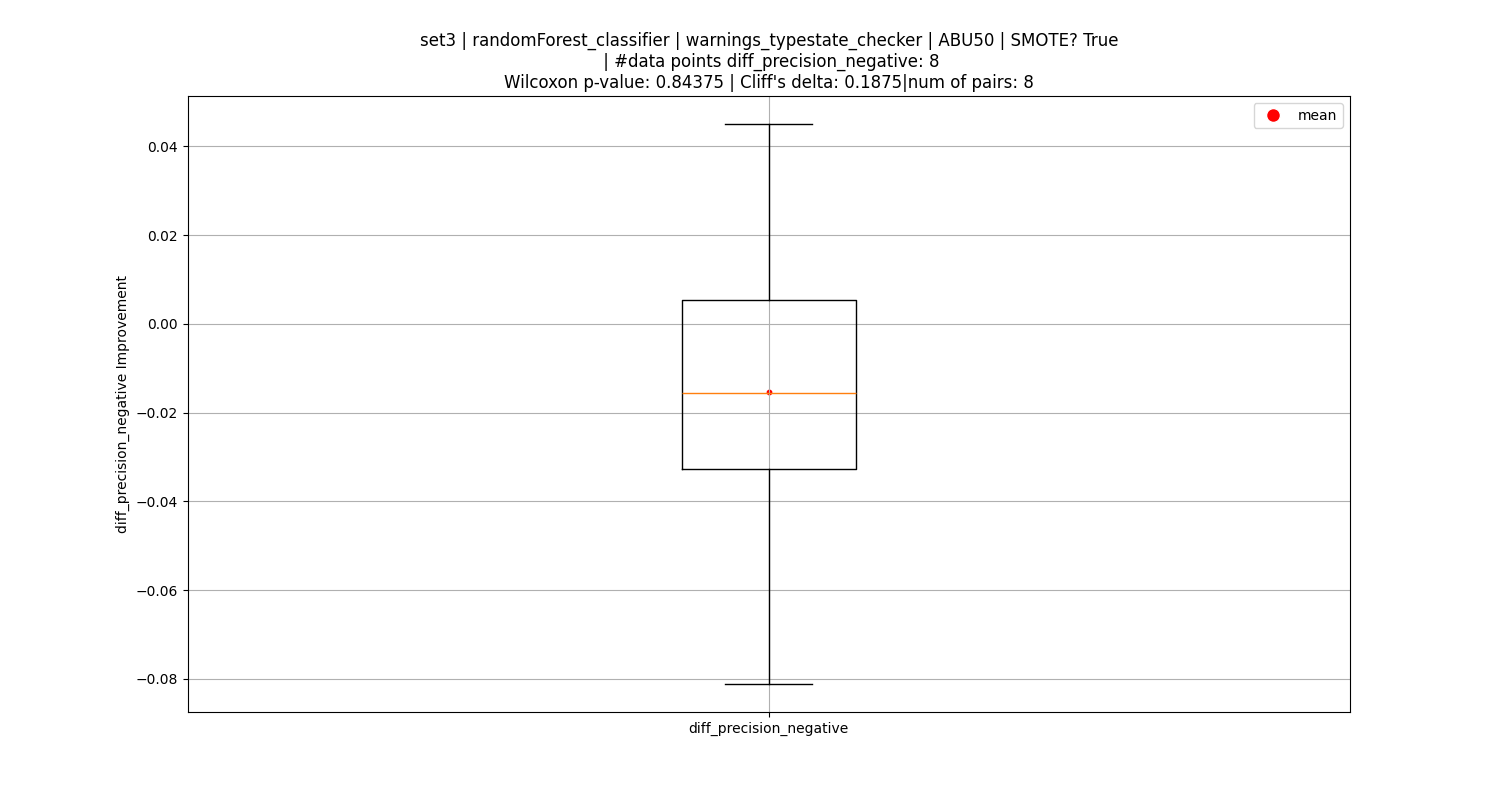 set3 | randomForest_classifier | warnings_typestate_checker | ABU50 | SMOTE? True
| #data points diff_precision_negative: 8
Wilcoxon p-value: 0.84375 | Cliff's delta: 0.1875|num of pairs: 8
mean
0.04
0.02
0.00
−0.02
−0.04
−0.06
−0.08
diff_precision_negative Improvement
diff_precision_negative